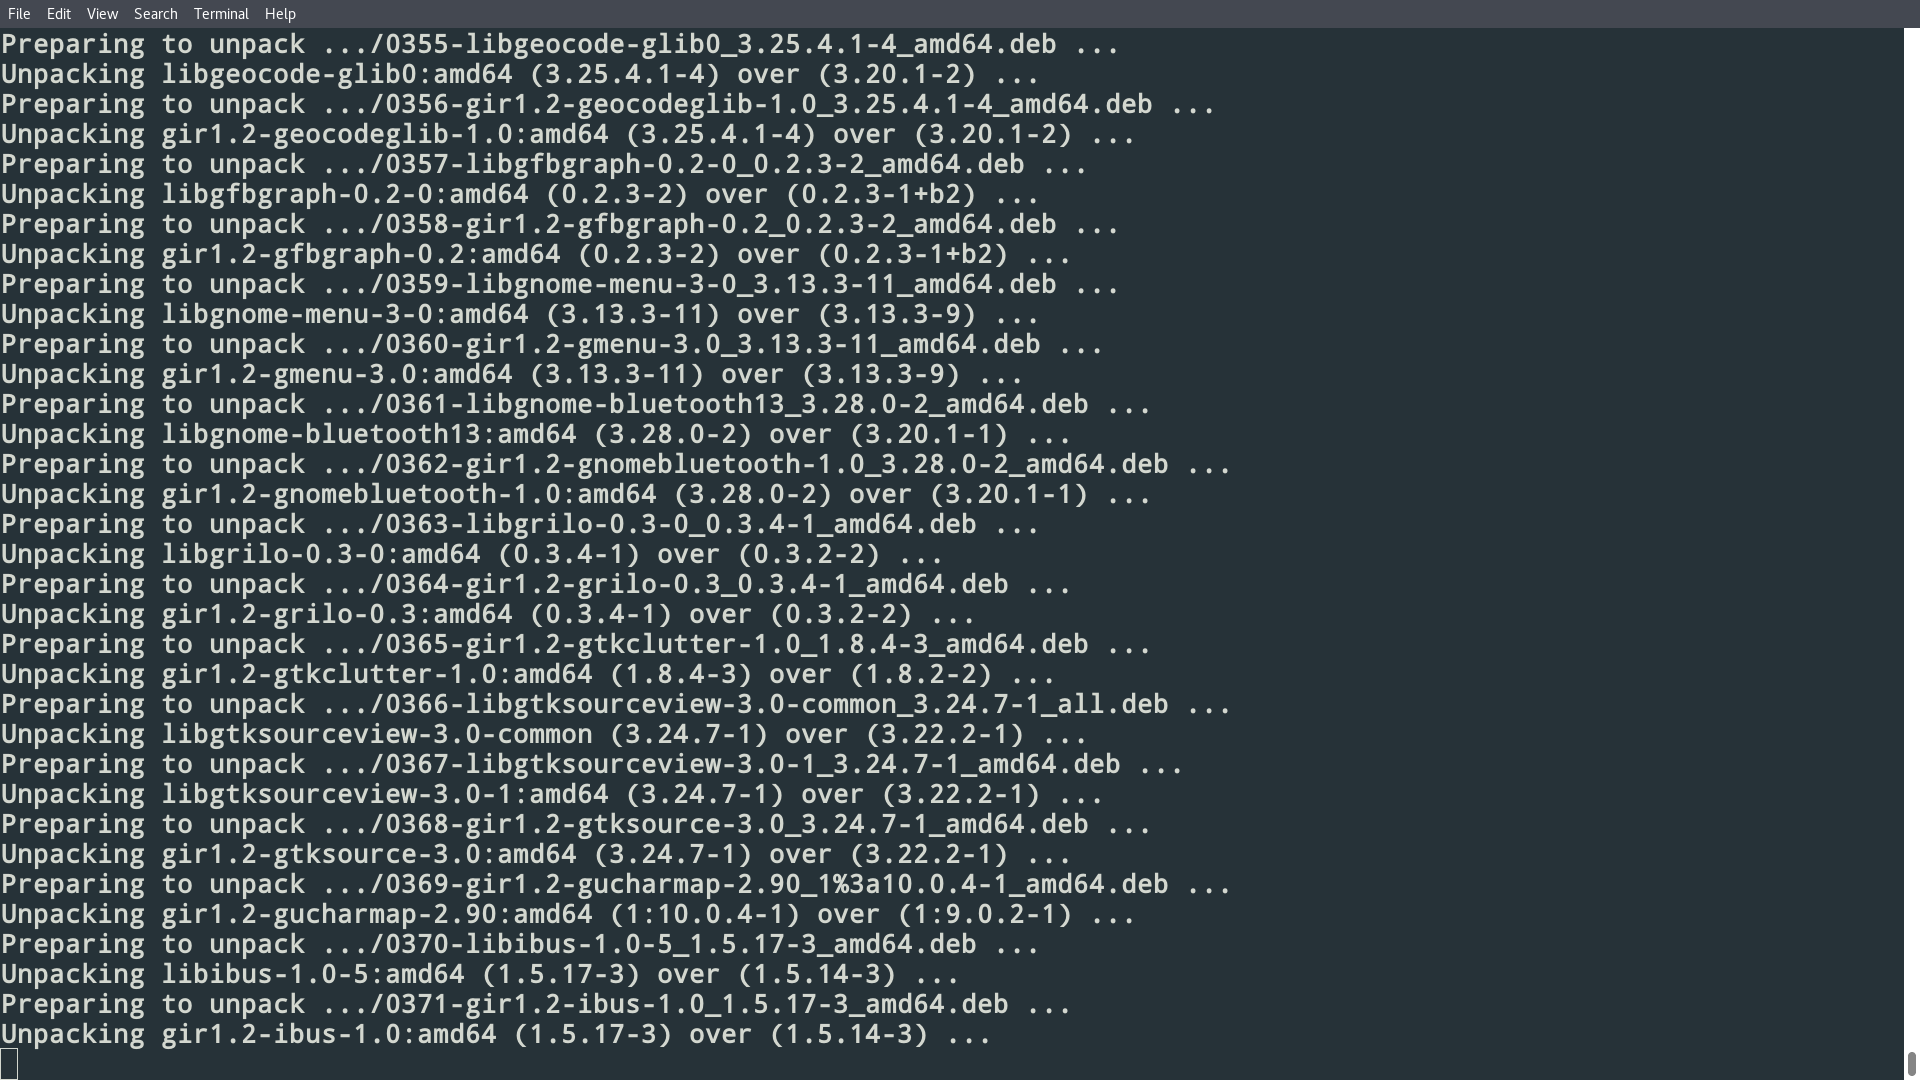 File Edit View Search Terminal Help
Preparing to unpack .../0355-libgeocode-glib0_3.25.4.1-4_amd64.deb ...
Unpacking libgeocode-glib0:amd64 (3.25.4.1-4) over (3.20.1-2) ...
Preparing to unpack .../0356-gir1.2-geocodeglib-1.0_3.25.4.1-4_amd64.deb ...
Unpacking gir1.2-geocodeglib-1.0:amd64 (3.25.4.1-4) over (3.20.1-2) ...
Preparing to unpack .../0357-libgfbgraph-0.2-0_0.2.3-2_amd64.deb ...
Unpacking libgfbgraph-0.2-0:amd64 (0.2.3-2) over (0.2.3-1+b2) ...
Preparing to unpack .../0358-gir1.2-gfbgraph-0.2_0.2.3-2_amd64.deb ...
Unpacking gir1.2-gfbgraph-0.2:amd64 (0.2.3-2) over (0.2.3-1+b2) ...
Preparing to unpack .../0359-libgnome-menu-3-0_3.13.3-11_amd64.deb ...
Unpacking libgnome-menu-3-0:amd64 (3.13.3-11) over (3.13.3-9) ...
Preparing to unpack .../0360-gir1.2-gmenu-3.0_3.13.3-11_amd64.deb ...
Unpacking gir1.2-gmenu-3.0:amd64 (3.13.3-11) over (3.13.3-9) ...
Preparing to unpack .../0361-libgnome-bluetooth13_3.28.0-2_amd64.deb ...
Unpacking libgnome-bluetooth13:amd64 (3.28.0-2) over (3.20.1-1) ...
Preparing to unpack .../0362-gir1.2-gnomebluetooth-1.0_3.28.0-2_amd64.deb ...
Unpacking gir1.2-gnomebluetooth-1.0:amd64 (3.28.0-2) over (3.20.1-1) ...
Preparing to unpack .../0363-libgrilo-0.3-0_0.3.4-1_amd64.deb ...
Unpacking libgrilo-0.3-0:amd64 (0.3.4-1) over (0.3.2-2) ...
Preparing to unpack .../0364-gir1.2-grilo-0.3_0.3.4-1_amd64.deb ...
Unpacking gir1.2-grilo-0.3:amd64 (0.3.4-1) over (0.3.2-2) ...
Preparing to unpack .../0365-gir1.2-gtkclutter-1.0_1.8.4-3_amd64.deb ...
Unpacking gir1.2-gtkclutter-1.0:amd64 (1.8.4-3) over (1.8.2-2) ...
Preparing to unpack .../0366-libgtksourceview-3.0-common_3.24.7-1_all.deb ...
Unpacking libgtksourceview-3.0-common (3.24.7-1) over (3.22.2-1) ...
Preparing to unpack .../0367-libgtksourceview-3.0-1_3.24.7-1_amd64.deb ...
Unpacking libgtksourceview-3.0-1:amd64 (3.24.7-1) over (3.22.2-1) ...
Preparing to unpack .../0368-gir1.2-gtksource-3.0_3.24.7-1_amd64.deb ...
Unpacking gir1.2-gtksource-3.0:amd64 (3.24.7-1) over (3.22.2-1) ...
Preparing to unpack .../0369-gir1.2-gucharmap-2.90_1%3a10.0.4-1_amd64.deb ...
Unpacking gir1.2-gucharmap-2.90:amd64 (1:10.0.4-1) over (1:9.0.2-1) ...
Preparing to unpack .../0370-libibus-1.0-5_1.5.17-3_amd64.deb ...
Unpacking libibus-1.0-5:amd64 (1.5.17-3) over (1.5.14-3) ...
Preparing to unpack .../0371-gir1.2-ibus-1.0_1.5.17-3_amd64.deb ...
Unpacking gir1.2-ibus-1.0:amd64 (1.5.17-3) over (1.5.14-3) ...